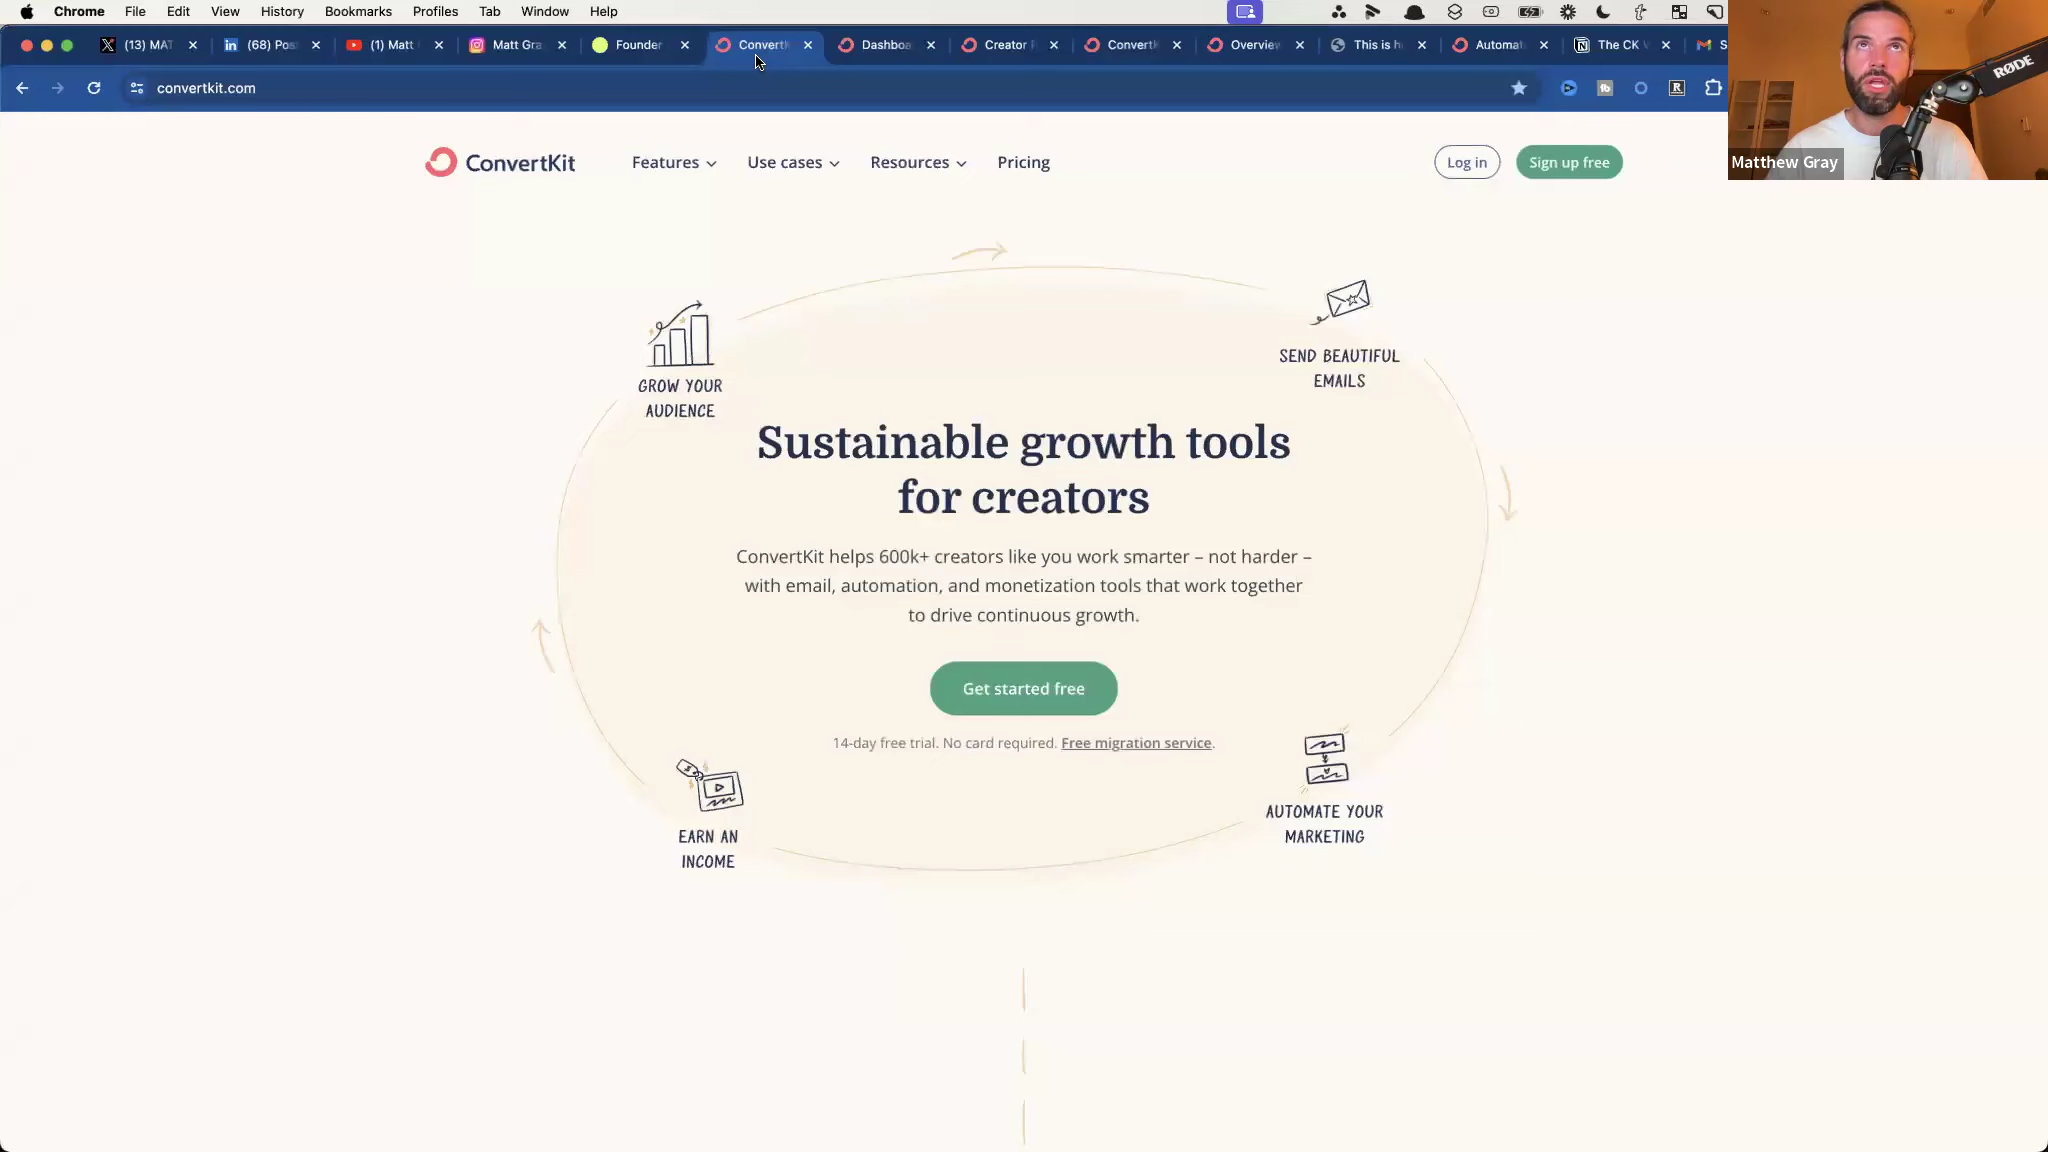 Chrome File Edit View History Bookmarks Profiles Tab Window Help
(13) MAT
(68) Pos
(1) Matt
Matt Gra
Founder
ConvertK
Dashboa
Creator
ConvertK
Overview
This is h
Automat
The CK
S
convertkit.com
RØDE
Matthew Gray
ConvertKit
Features
Use cases
Resources
Pricing
Log in
Sign up free
GROW YOUR
AUDIENCE
SEND BEAUTIFUL
EMAILS
Sustainable growth tools
for creators
ConvertKit helps 600k+ creators like you work smarter – not harder –
with email, automation, and monetization tools that work together
to drive continuous growth.
Get started free
14-day free trial. No card required. Free migration service.
EARN AN
INCOME
AUTOMATE YOUR
MARKETING